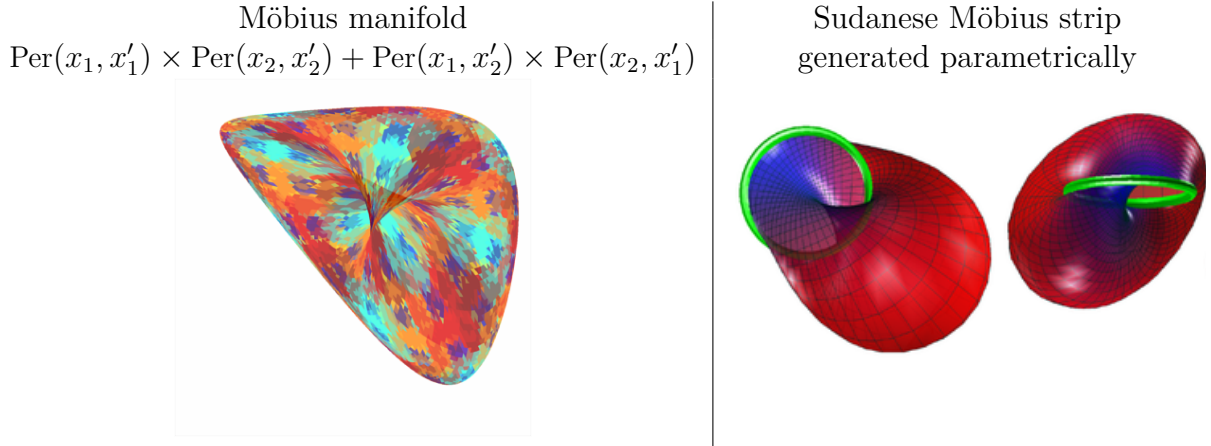 Möbius manifold
Per(x₁, x′₁) × Per(x₂, x′₂) + Per(x₁, x′₂) × Per(x₂, x′₁)
Sudanese Möbius strip
generated parametrically